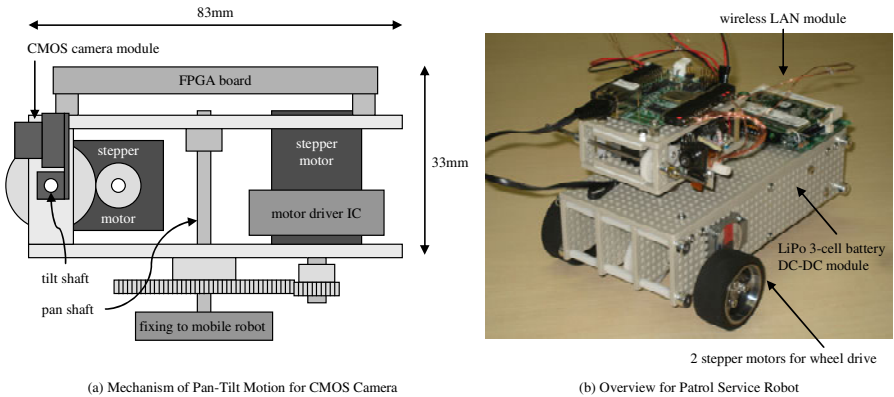 83mm
CMOS camera module
FPGA board
stepper
motor
stepper
motor
motor driver IC
33mm
tilt shaft
pan shaft
fixing to mobile robot
(a) Mechanism of Pan-Tilt Motion for CMOS Camera
wireless LAN module
LiPo 3-cell battery
DC-DC module
2 stepper motors for wheel drive
(b) Overview for Patrol Service Robot